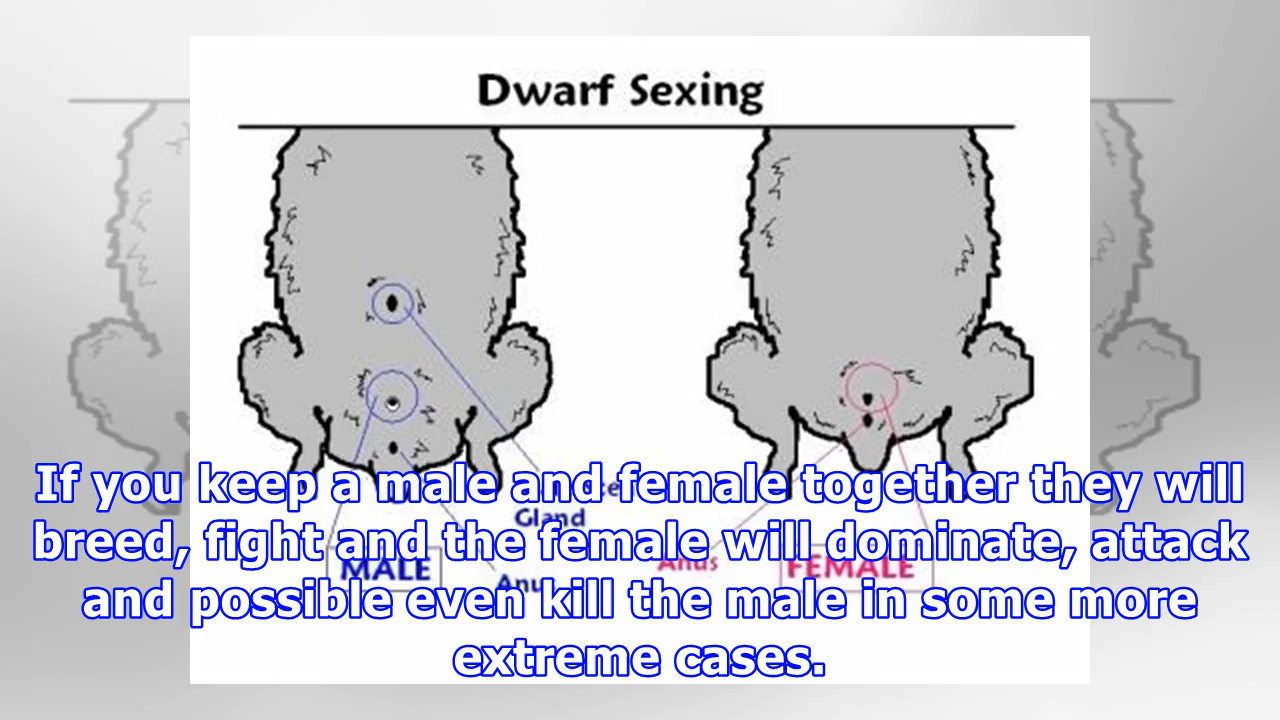 Dwarf Sexing
If you keep a male and female together they will
Gland
breed, fight and the female will dominate, attack
MALE
Anus
FEMALE
and possible even kill the male in some more
extreme cases.